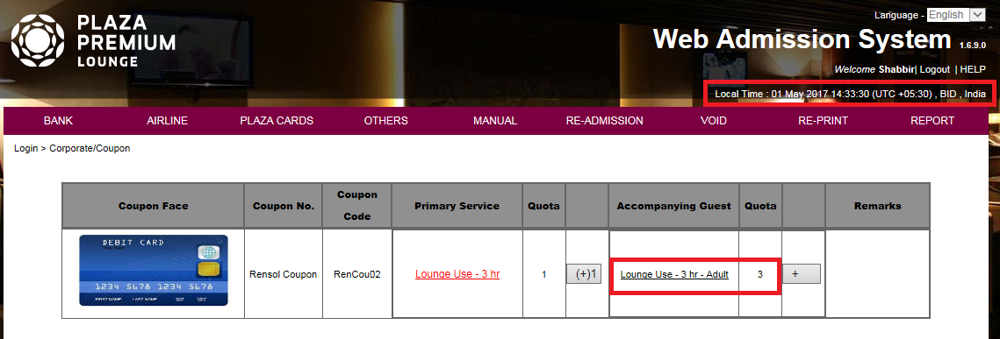 Language - English
PLAZA
PREMIUM
LOUNGE
Web Admission System 1.6.9.0
Welcome Shabbir| Logout | HELP
Local Time : 01 May 2017 14:33:30 (UTC +05:30) , BID , India
BANK AIRLINE PLAZA CARDS OTHERS MANUAL RE-ADMISSION VOID RE-PRINT REPORT
Login > Corporate/Coupon
Coupon Face Coupon No. Coupon Code Primary Service Quota Accompanying Guest Quota Remarks
DEBIT CARD
1234 5678 1234 5678
FIRST NAME LAST NAME
Rensol Coupon RenCou02 Lounge Use - 3 hr 1 (+)1 Lounge Use - 3 hr - Adult 3 +